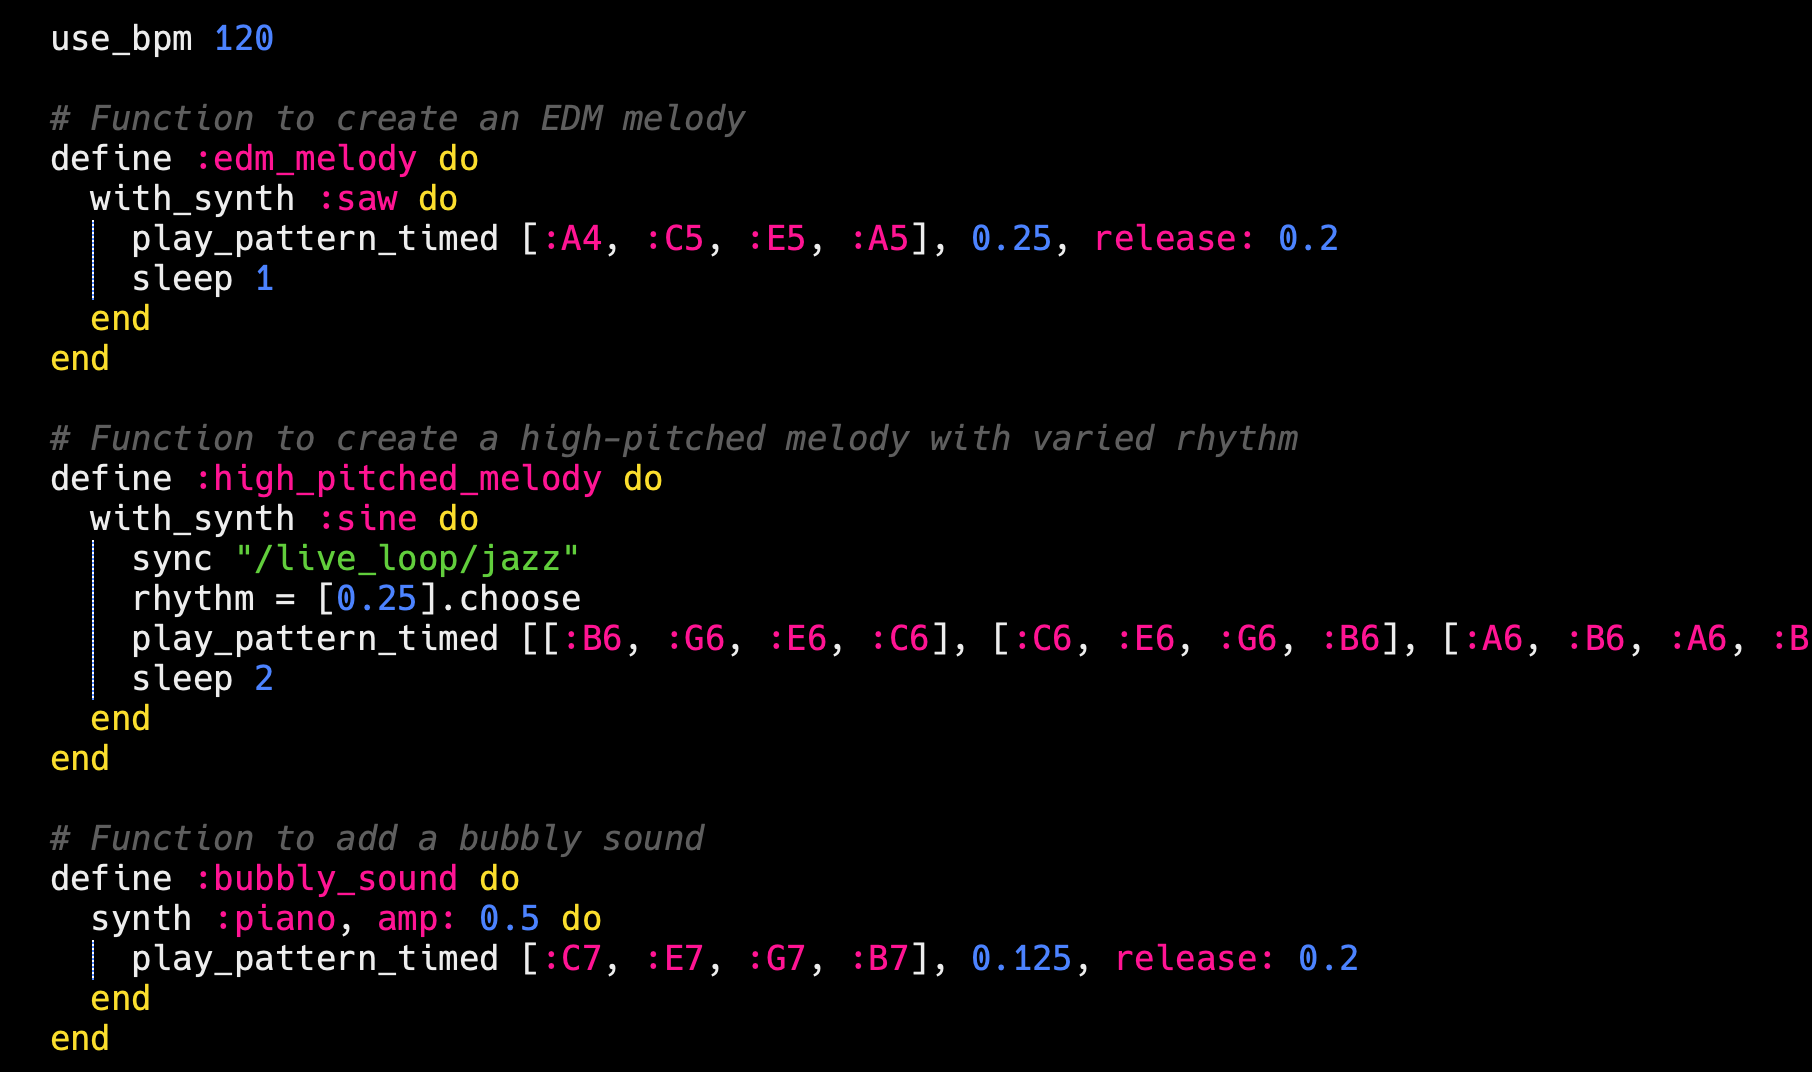 use_bpm 120
# Function to create an EDM melody
define :edm_melody do
with_synth :saw do
play_pattern_timed [:A4, :C5, :E5, :A5], 0.25, release: 0.2
sleep 1
end
end
# Function to create a high-pitched melody with varied rhythm
define :high_pitched_melody do
with_synth :sine do
sync "/live_loop/jazz"
rhythm = [0.25].choose
play_pattern_timed [[:B6, :G6, :E6, :C6], [:C6, :E6, :G6, :B6], [:A6, :B6, :A6, :B
sleep 2
end
end
# Function to add a bubbly sound
define :bubbly_sound do
synth :piano, amp: 0.5 do
play_pattern_timed [:C7, :E7, :G7, :B7], 0.125, release: 0.2
end
end